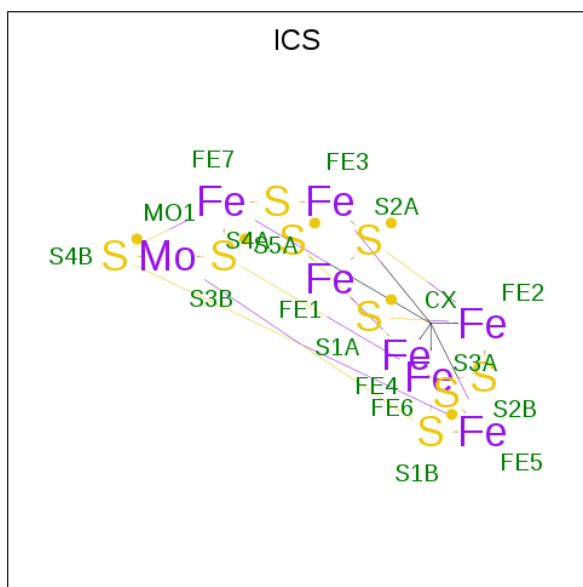 ICS
FE7 FE3
Fe S Fe
MO1 S2A
S4A S5A S S
S4B S Mo S
Fe
S3B FE1 CX FE2
S Fe
S1A
Fe S3A
FE4 Fe S S
FE6 S2B
S Fe
S1B FE5